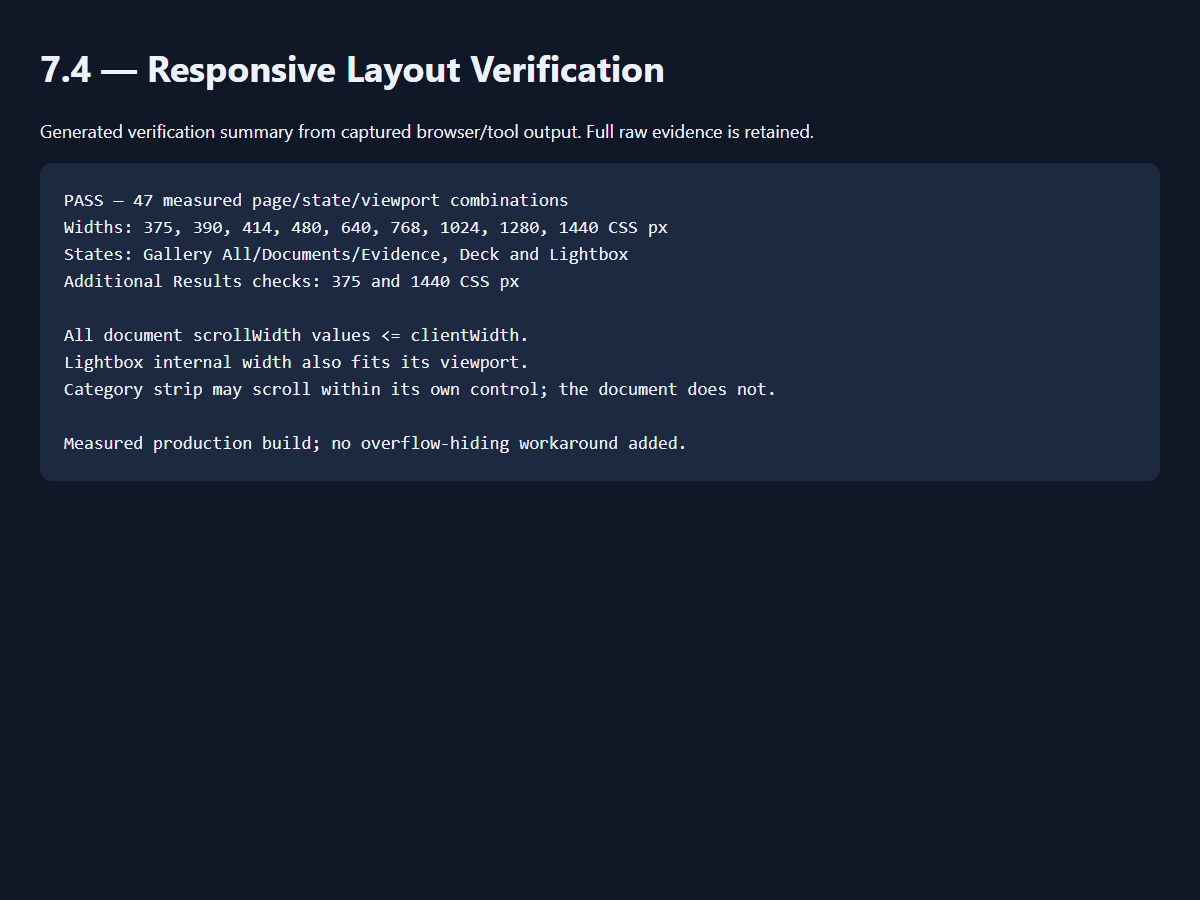 7.4 — Responsive Layout Verification
Generated verification summary from captured browser/tool output. Full raw evidence is retained.
PASS — 47 measured page/state/viewport combinations
Widths: 375, 390, 414, 480, 640, 768, 1024, 1280, 1440 CSS px
States: Gallery All/Documents/Evidence, Deck and Lightbox
Additional Results checks: 375 and 1440 CSS px
All document scrollWidth values <= clientWidth.
Lightbox internal width also fits its viewport.
Category strip may scroll within its own control; the document does not.
Measured production build; no overflow-hiding workaround added.